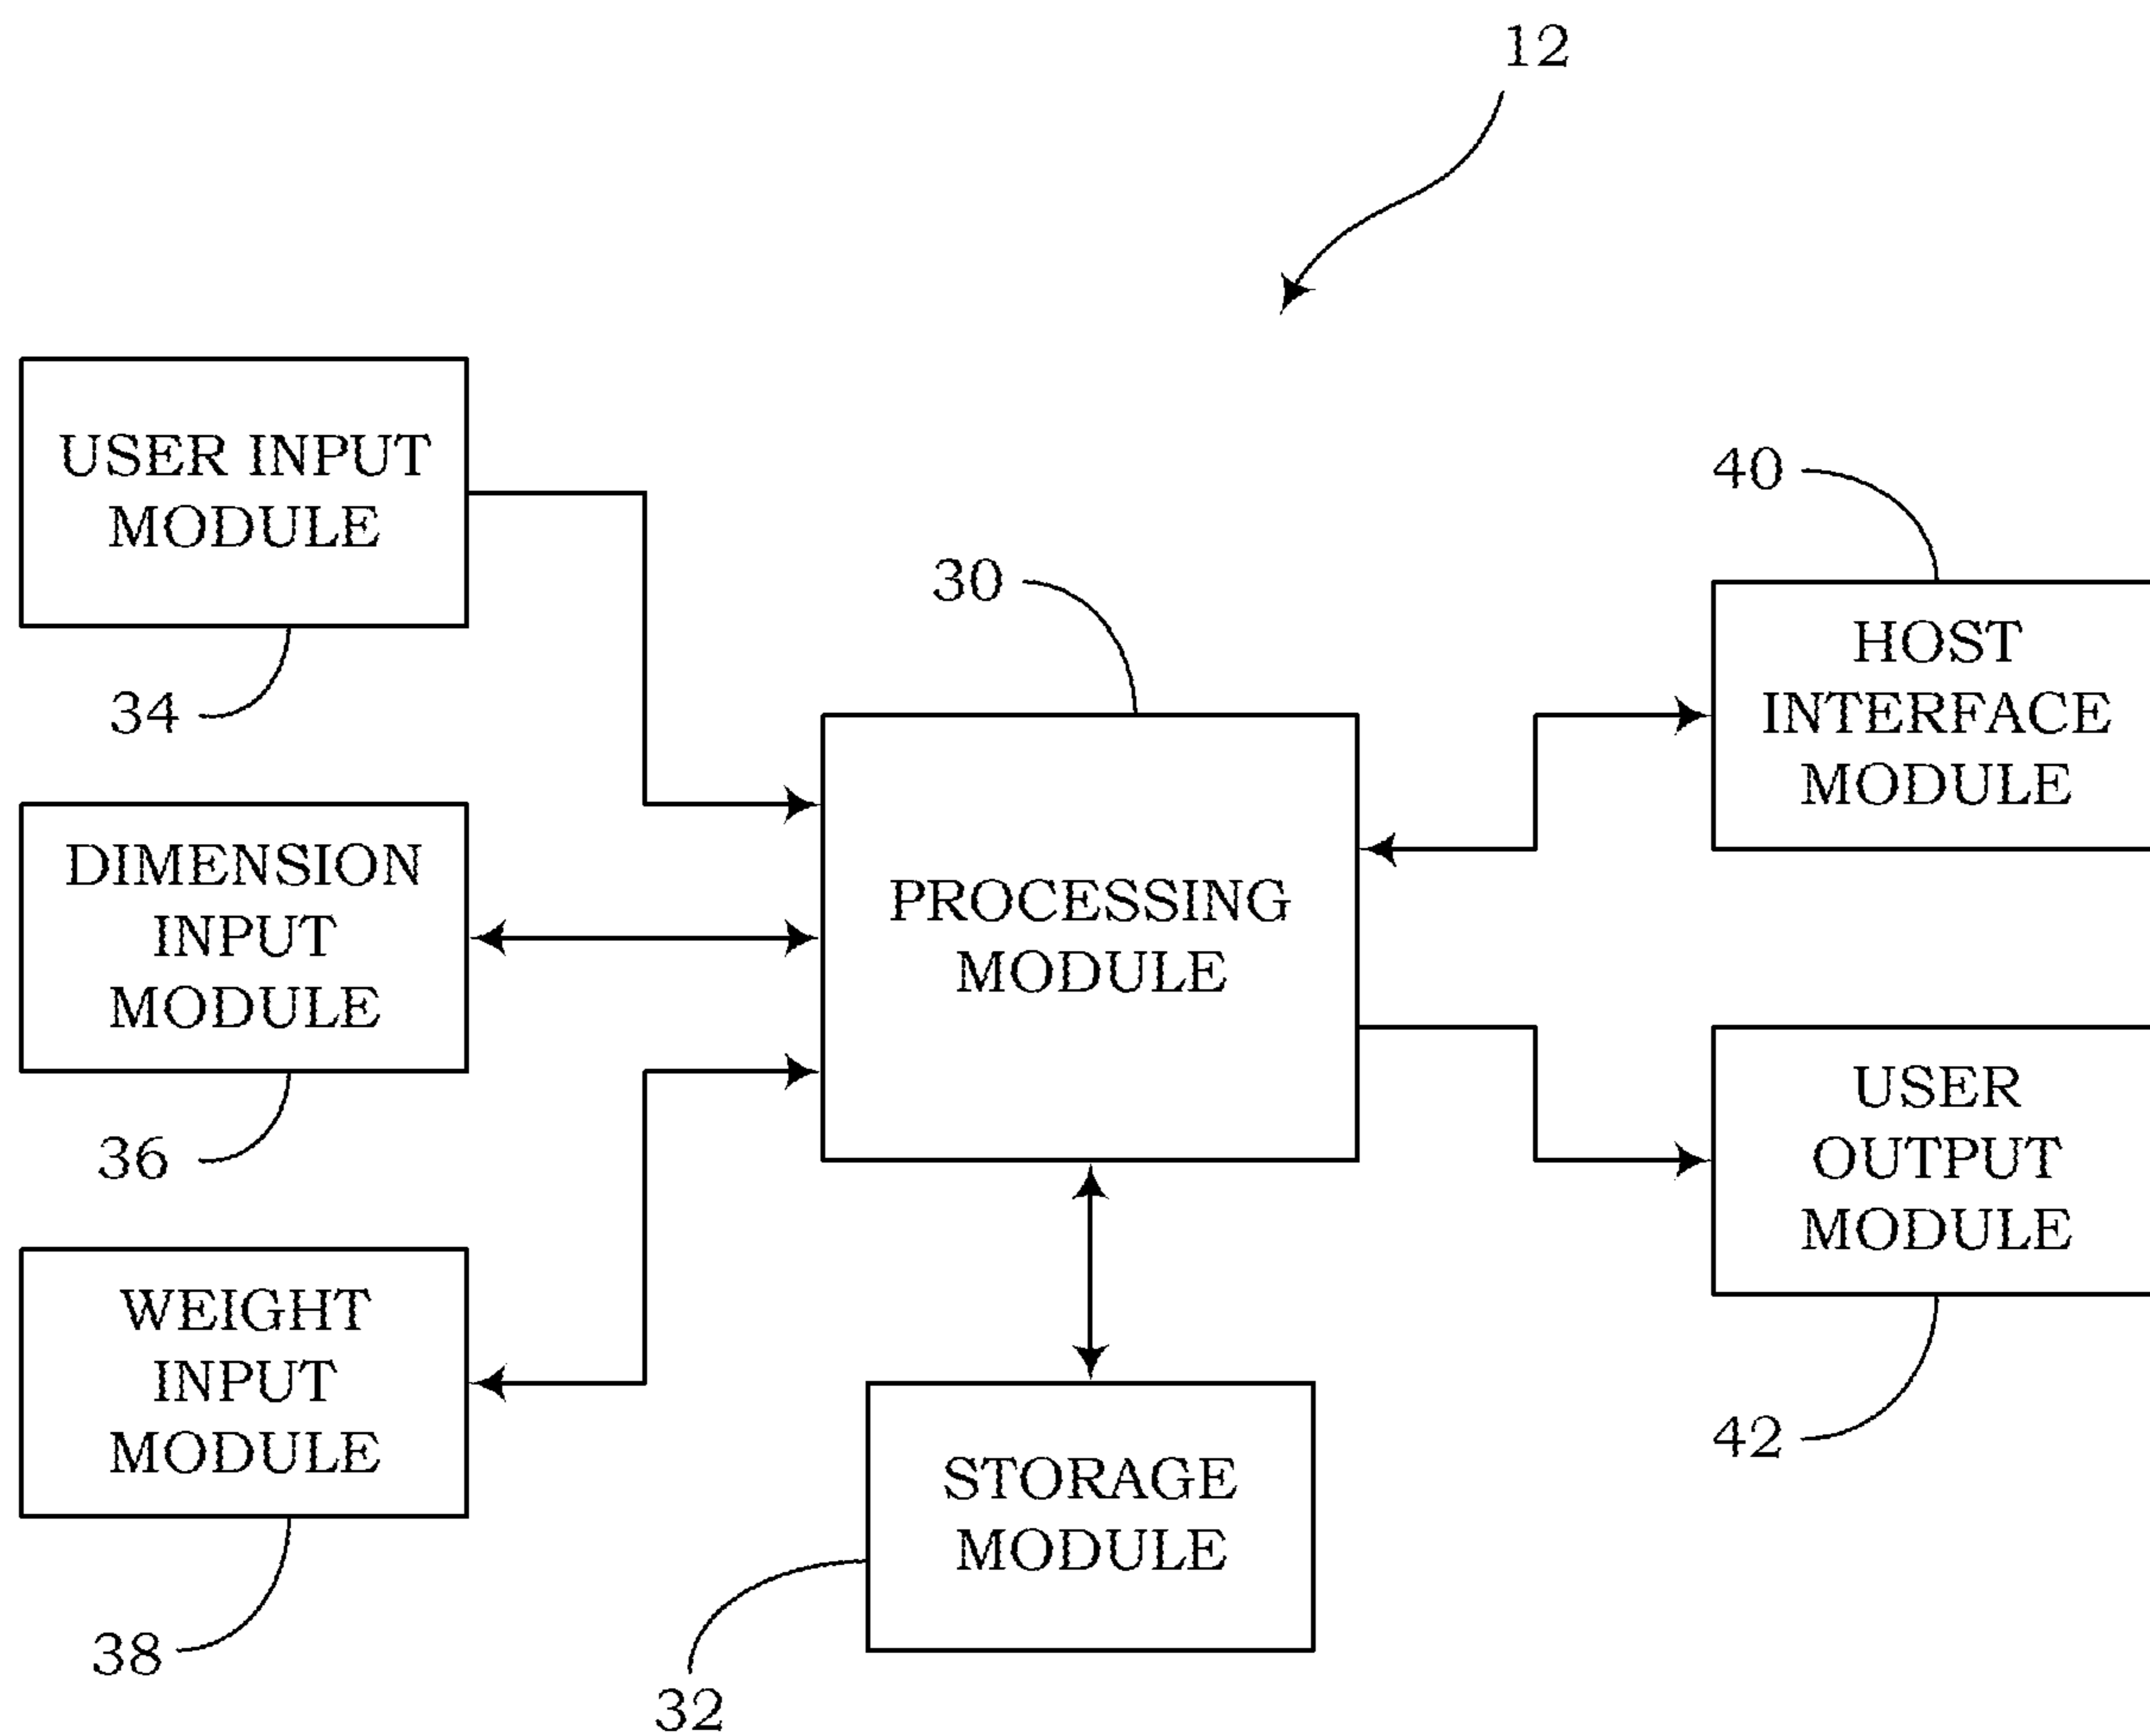 12
USER INPUT
MODULE
34
DIMENSION
INPUT
MODULE
36
WEIGHT
INPUT
MODULE
38
30
PROCESSING
MODULE
STORAGE
MODULE
32
40
HOST
INTERFACE
MODULE
USER
OUTPUT
MODULE
42